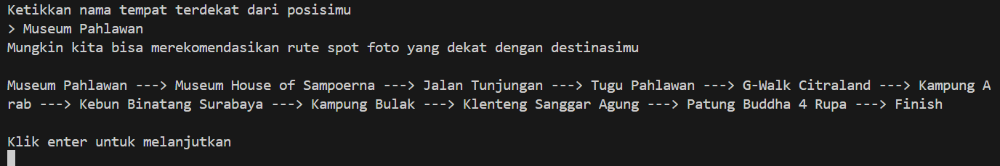 Ketikkan nama tempat terdekat dari posisimu
> Museum Pahlawan
Mungkin kita bisa merekomendasikan rute spot foto yang dekat dengan destinasimu
Museum Pahlawan ---> Museum House of Sampoerna ---> Jalan Tunjungan ---> Tugu Pahlawan ---> G-Walk Citraland ---> Kampung A
rab ---> Kebun Binatang Surabaya ---> Kampung Bulak ---> Klenteng Sanggar Agung ---> Patung Buddha 4 Rupa ---> Finish
Klik enter untuk melanjutkan